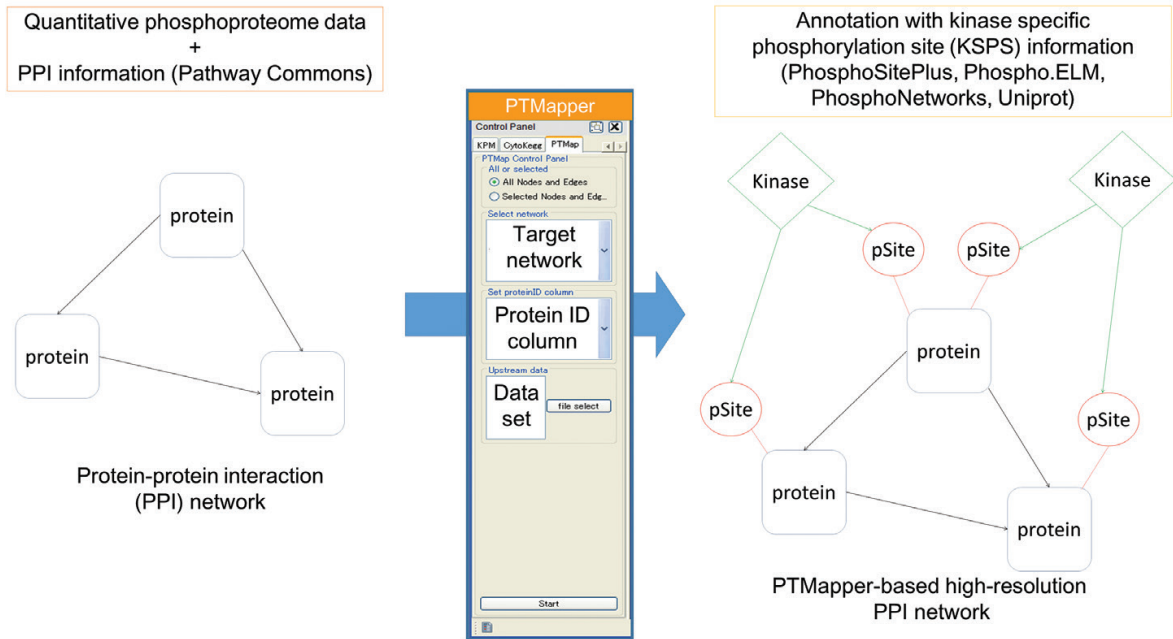 Quantitative phosphoproteome data
+
PPI information (Pathway Commons)
protein
protein
protein
Protein-protein interaction
(PPI) network
PTMapper
Control Panel
KPM
CytoKegg
PTMap
PTMap Control Panel
All or selected
All Nodes and Edges
Selected Nodes and Edg...
Select network
Target
network
Set proteinID column
Protein ID
column
Upstream data
Data
set
file select
Start
Annotation with kinase specific
phosphorylation site (KSPS) information
(PhosphoSitePlus, Phospho.ELM,
PhosphoNetworks, Uniprot)
Kinase
Kinase
pSite
pSite
protein
pSite
pSite
protein
protein
PTMapper-based high-resolution
PPI network